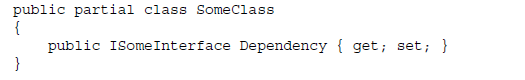 public partial class SomeClass
{
    public ISomeInterface Dependency { get; set; }
}